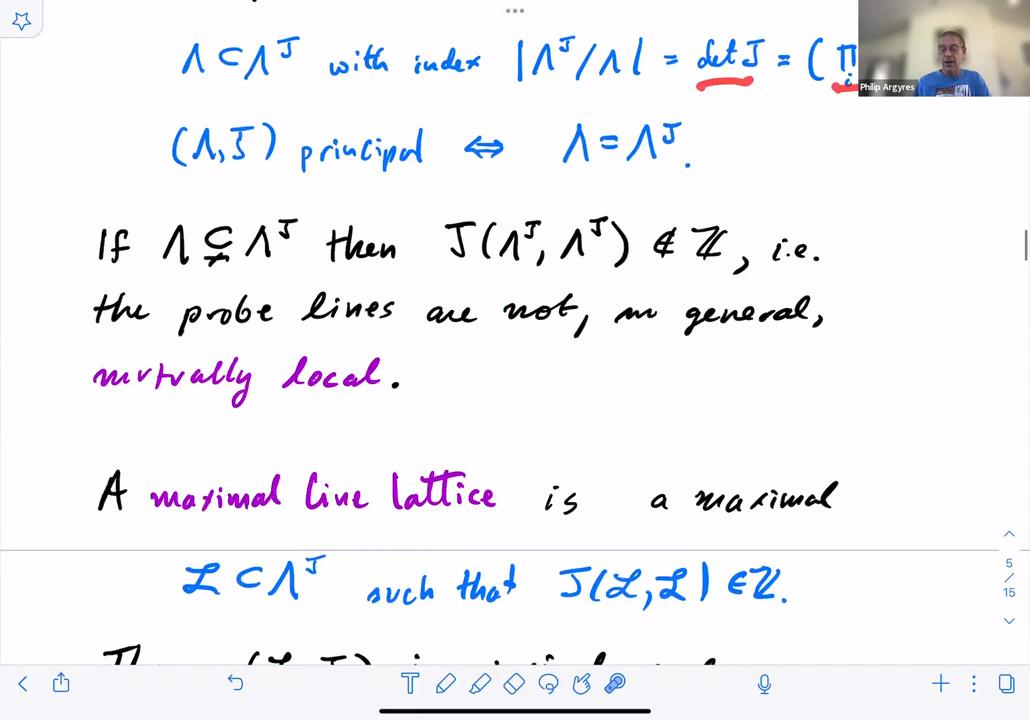 Λ ⊂ Λ^J with index |Λ^J/Λ| = det J = (∏_i
Philip Argyres
(Λ, J) principal ⇔ Λ = Λ^J.
If Λ ⊊ Λ^J then J(Λ^J, Λ^J) ∉ ℤ, i.e.
the probe lines are not, in general,
mutually local.
A maximal line lattice is a maximal
ℒ ⊂ Λ^J such that J(ℒ, ℒ) ∈ ℤ.
5
/
15
T